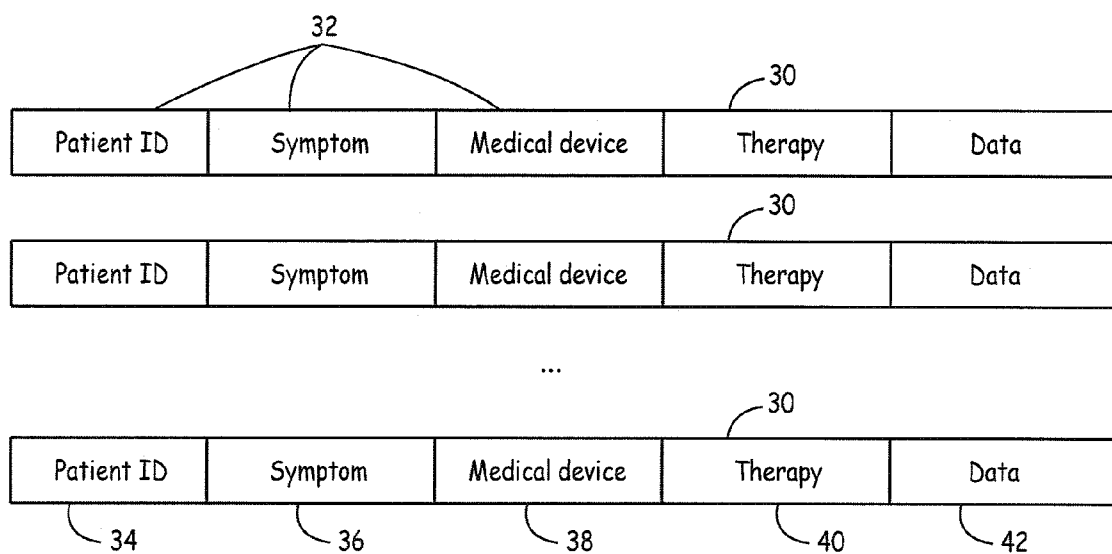 32
30
Patient ID Symptom Medical device Therapy Data
30
Patient ID Symptom Medical device Therapy Data
...
30
Patient ID Symptom Medical device Therapy Data
34 36 38 40 42